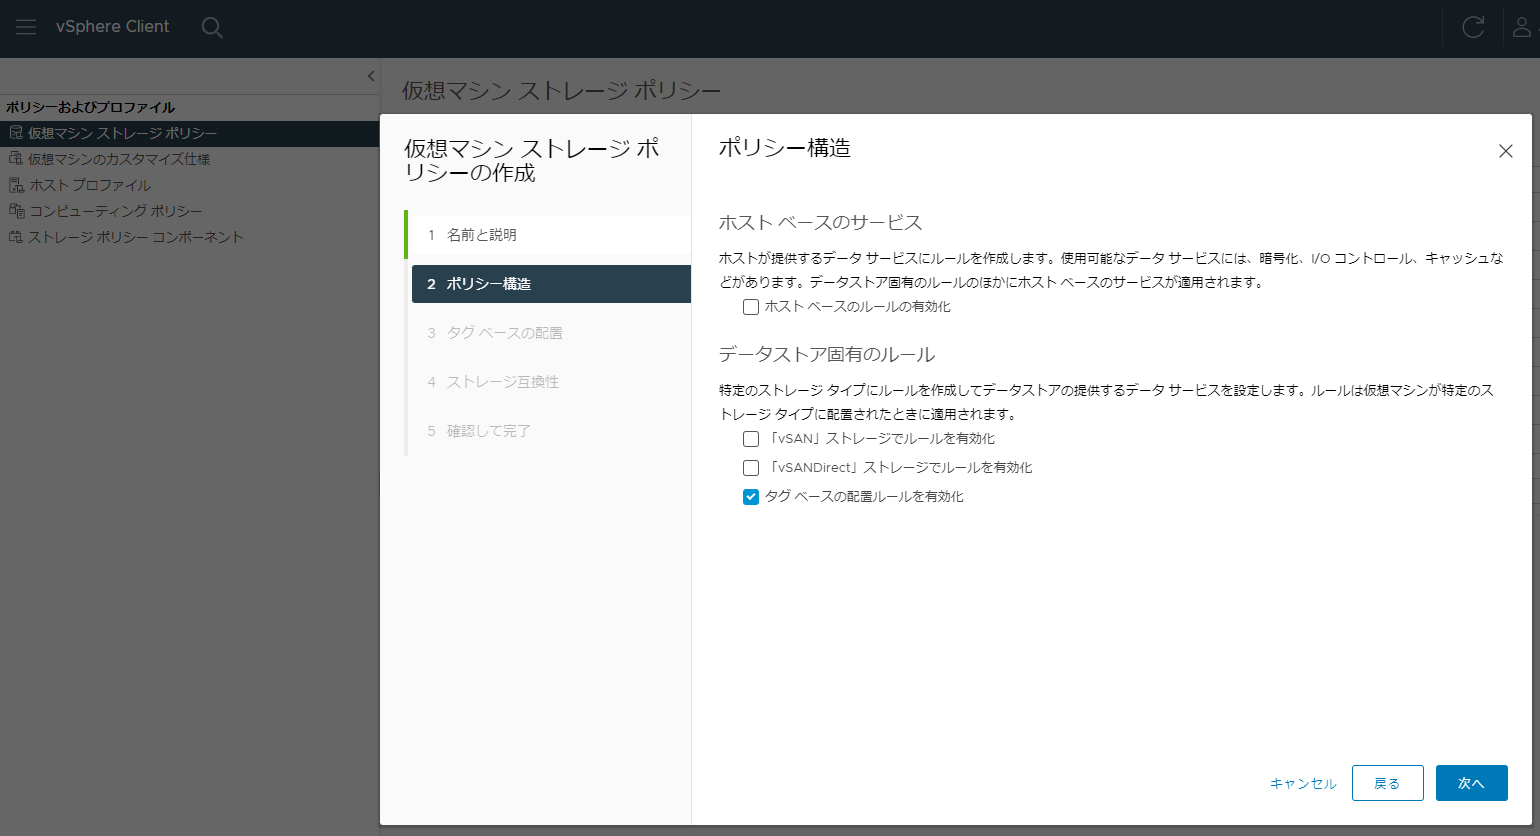 vSphere Client
ポリシーおよびプロファイル
仮想マシン ストレージ ポリシー
仮想マシンのカスタマイズ仕様
ホスト プロファイル
コンピューティング ポリシー
ストレージ ポリシー コンポーネント
仮想マシン ストレージ ポリシー
仮想マシン ストレージ ポ
リシーの作成
1 名前と説明
2 ポリシー構造
3 タグ ベースの配置
4 ストレージ互換性
5 確認して完了
ポリシー構造
ホスト ベースのサービス
ホストが提供するデータ サービスにルールを作成します。使用可能なデータ サービスには、暗号化、I/O コントロール、キャッシュな
どがあります。データストア固有のルールのほかにホスト ベースのサービスが適用されます。
ホスト ベースのルールの有効化
データストア固有のルール
特定のストレージ タイプにルールを作成してデータストアの提供するデータ サービスを設定します。ルールは仮想マシンが特定のス
トレージ タイプに配置されたときに適用されます。
「vSAN」ストレージでルールを有効化
「vSANDirect」ストレージでルールを有効化
タグ ベースの配置ルールを有効化
キャンセル
戻る
次へ